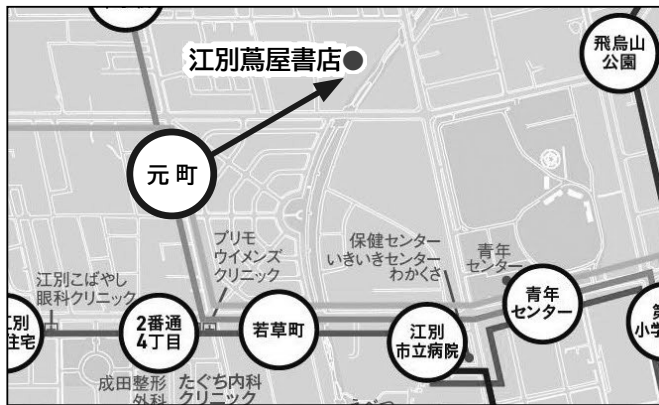 江別蔦屋書店
飛鳥山
公園
元町
プリモ
ウイメンズ
クリニック
保健センター
いきいきセンター
わかくさ
青年
センター
江別こばやし
眼科クリニック
2番通
4丁目
若草町
江別
市立病院
青年
センター
成田整形
外科
たぐち内科
クリニック